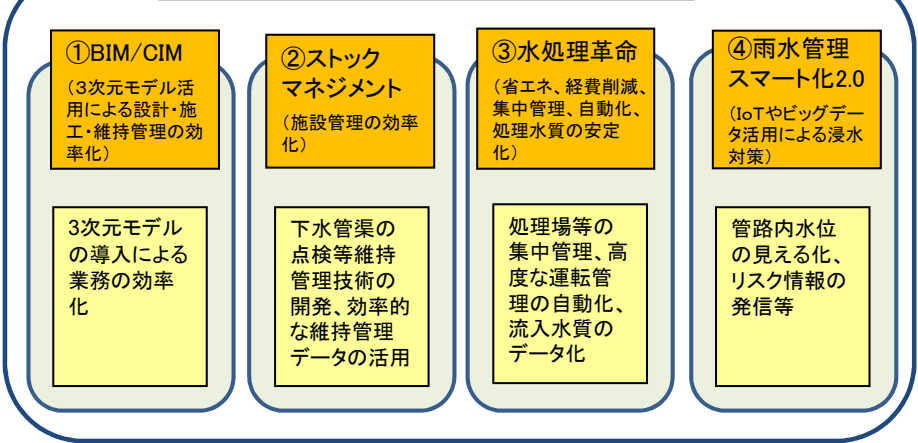 ①BIM/CIM
(3次元モデル活
用による設計・施
工・維持管理の効
率化)
3次元モデル
の導入による
業務の効率
化
②ストック
マネジメント
(施設管理の効率
化)
下水管渠の
点検等維持
管理技術の
開発、効率的
な維持管理
データの活用
③水処理革命
(省エネ、経費削減、
集中管理、自動化、
処理水質の安定
化)
処理場等の
集中管理、高
度な運転管
理の自動化、
流入水質の
データ化
④雨水管理
スマート化2.0
(IoTやビッグデー
タ活用による浸水
対策)
管路内水位
の見える化、
リスク情報の
発信等